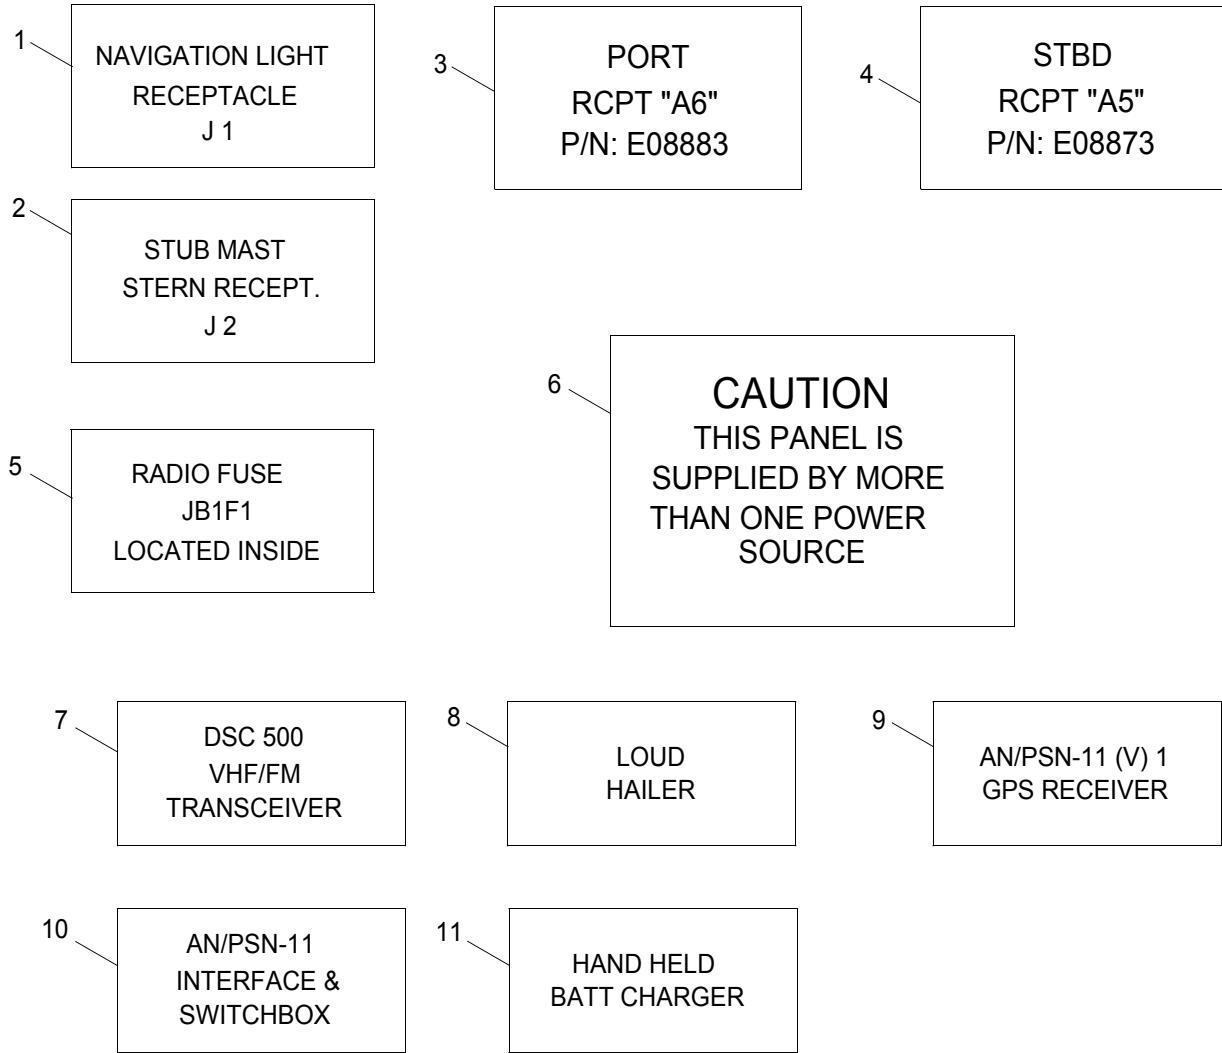 1
NAVIGATION LIGHT
RECEPTACLE
J 1
3
PORT
RCPT "A6"
P/N: E08883
4
STBD
RCPT "A5"
P/N: E08873
2
STUB MAST
STERN RECEPT.
J 2
5
RADIO FUSE
JB1F1
LOCATED INSIDE
6
CAUTION
THIS PANEL IS
SUPPLIED BY MORE
THAN ONE POWER
SOURCE
7
DSC 500
VHF/FM
TRANSCEIVER
8
LOUD
HAILER
9
AN/PSN-11 (V) 1
GPS RECEIVER
10
AN/PSN-11
INTERFACE &
SWITCHBOX
11
HAND HELD
BATT CHARGER